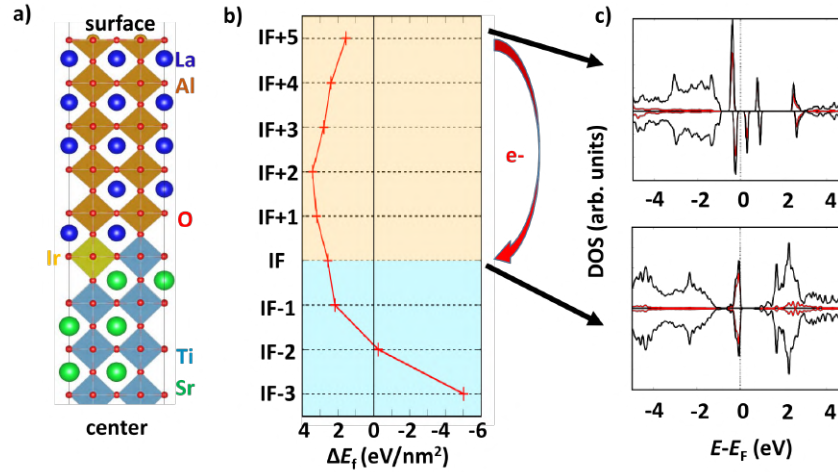 a)
surface
La
Al
O
Ir
Ti
Sr
center
b)
IF+5
IF+4
IF+3
IF+2
IF+1
IF
IF-1
IF-2
IF-3
4 2 0 -2 -4 -6
ΔEf (eV/nm²)
e-
c)
DOS (arb. units)
-4 -2 0 2 4
-4 -2 0 2 4
E-EF (eV)